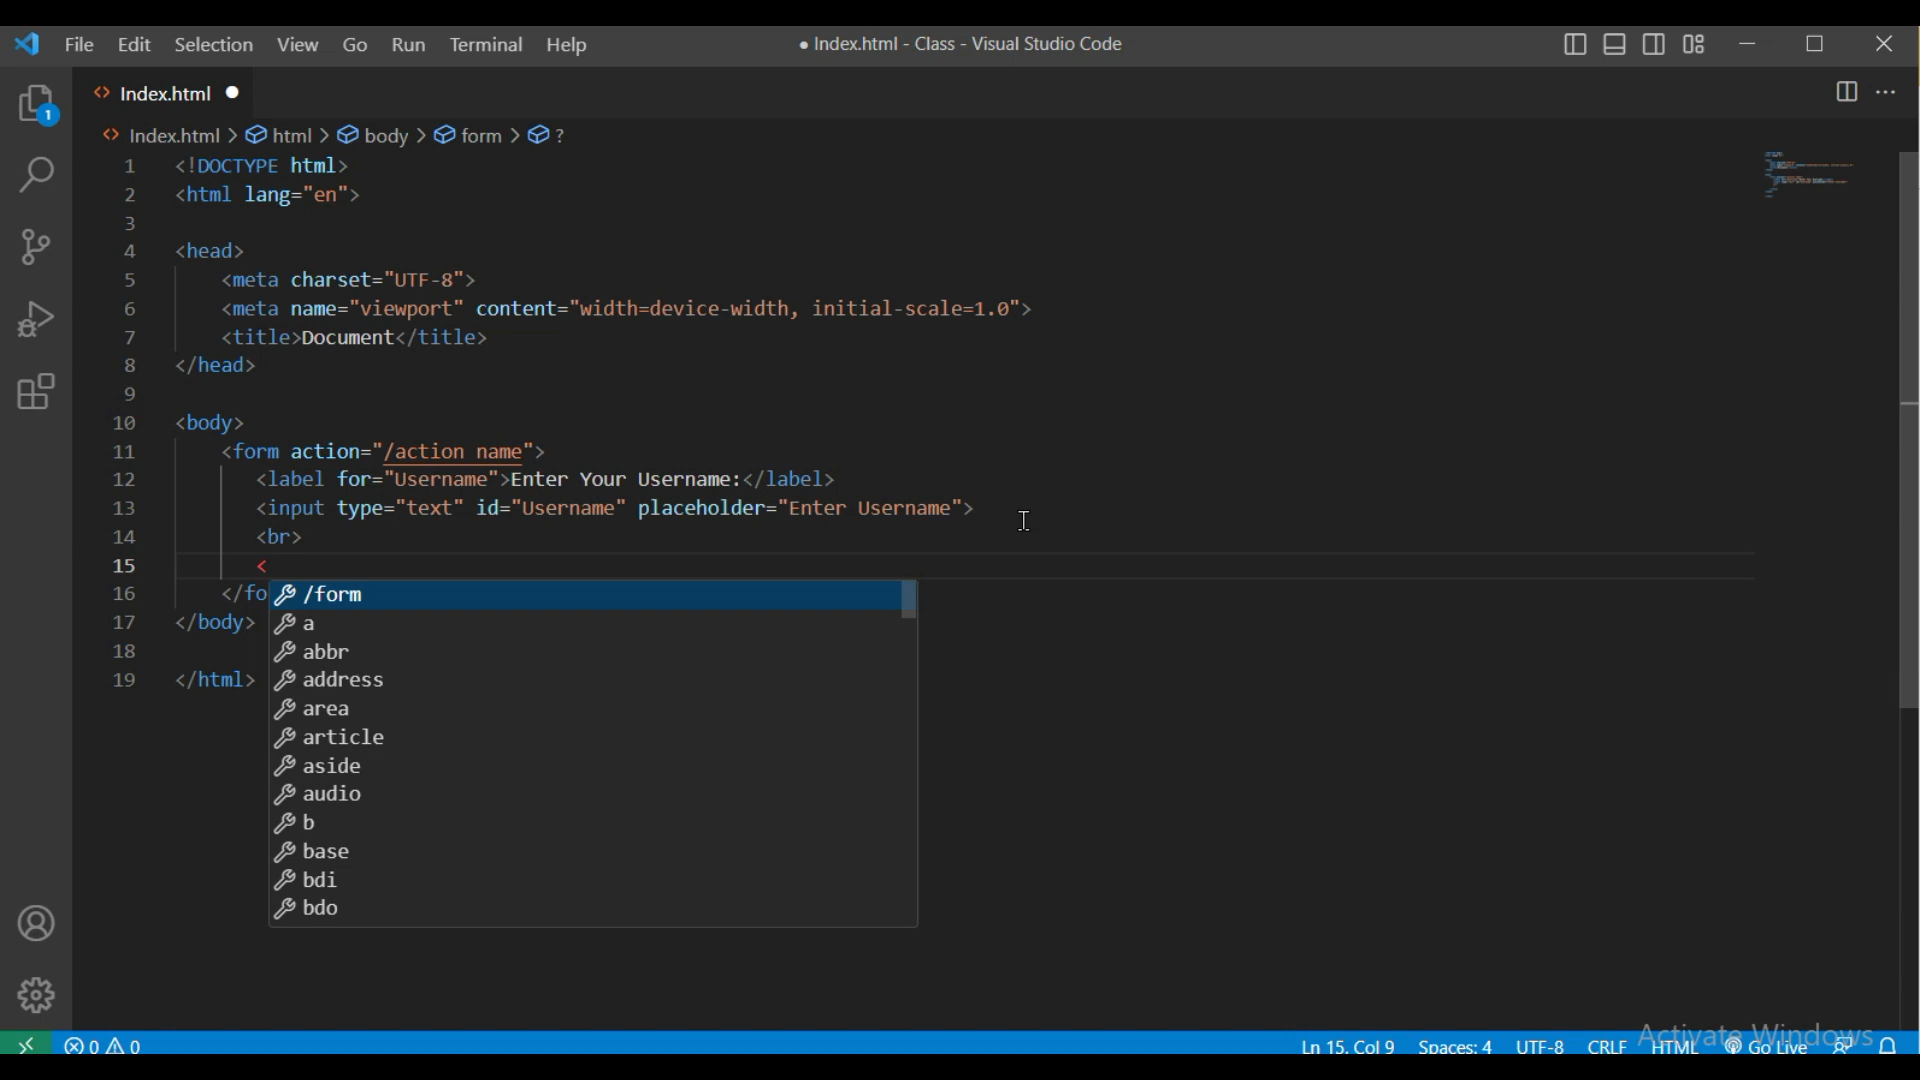 File Edit Selection View Go Run Terminal Help ● Index.html - Class - Visual Studio Code
1
<> Index.html ●
<> Index.html > html > body > form > ?
1 <!DOCTYPE html>
2 <html lang="en">
3
4 <head>
5 <meta charset="UTF-8">
6 <meta name="viewport" content="width=device-width, initial-scale=1.0">
7 <title>Document</title>
8 </head>
9
10 <body>
11 <form action="/action name">
12 <label for="Username">Enter Your Username:</label>
13 <input type="text" id="Username" placeholder="Enter Username">
14 <br>
15 <
16 </fo /form
17 </body> a
18 abbr
19 </html> address
area
article
aside
audio
b
base
bdi
bdo
Activate Windows
0 0 Ln 15, Col 9 Spaces: 4 UTF-8 CRLF HTML Go Live